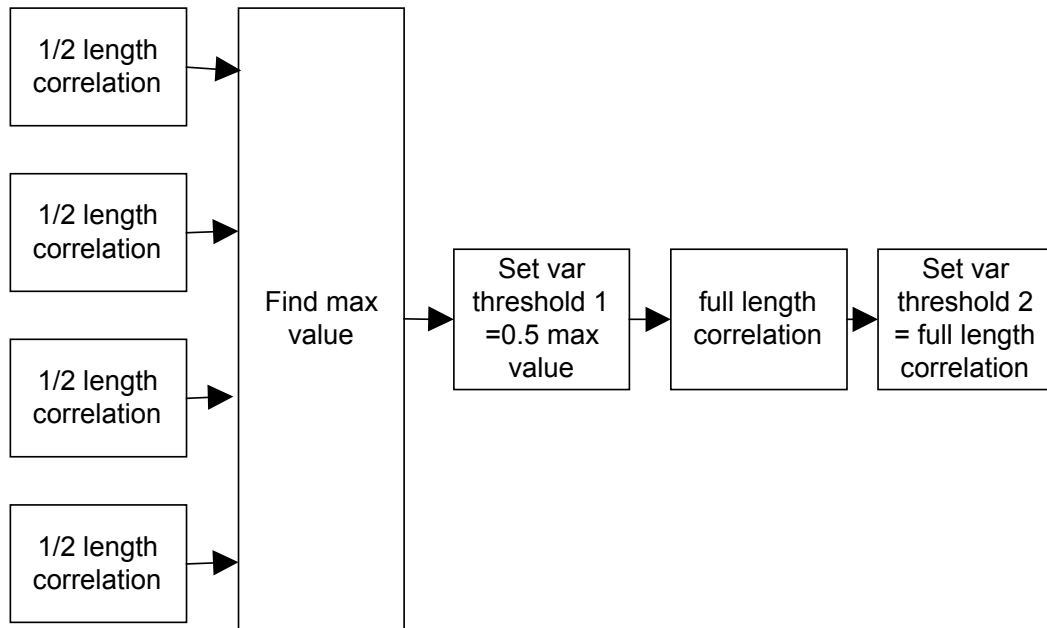 1/2 length
correlation
1/2 length
correlation
1/2 length
correlation
1/2 length
correlation
Find max
value
Set var
threshold 1
=0.5 max
value
full length
correlation
Set var
threshold 2
= full length
correlation